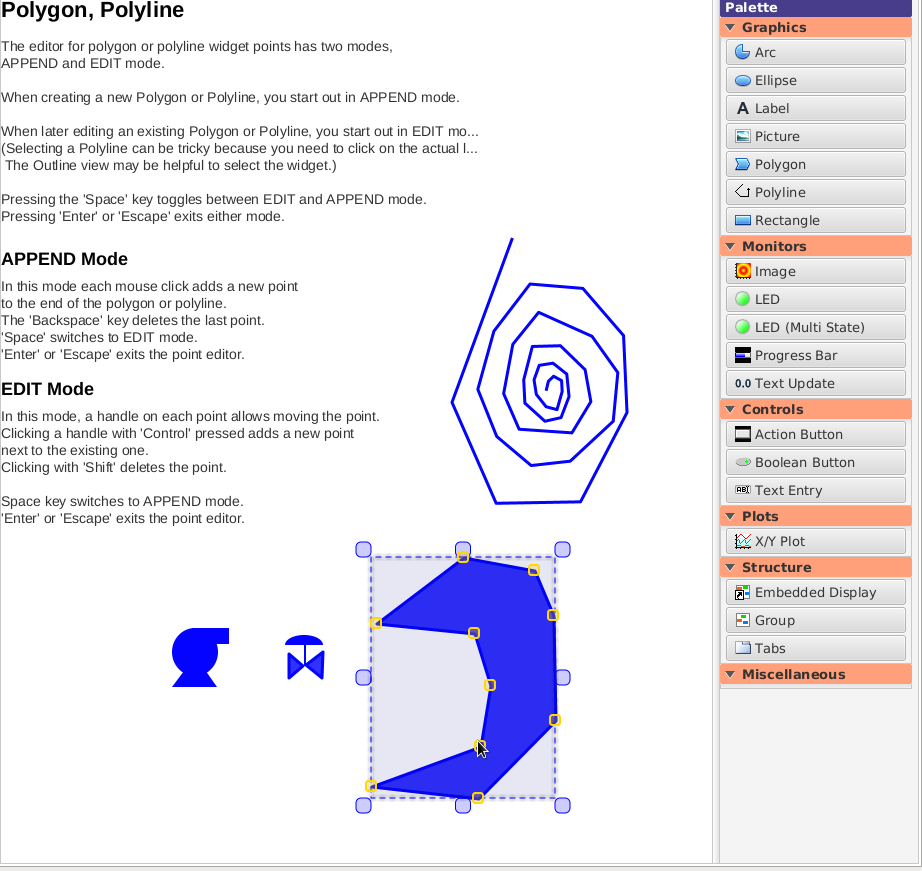 Polygon, Polyline
The editor for polygon or polyline widget points has two modes,
APPEND and EDIT mode.
When creating a new Polygon or Polyline, you start out in APPEND mode.
When later editing an existing Polygon or Polyline, you start out in EDIT mo...
(Selecting a Polyline can be tricky because you need to click on the actual l...
The Outline view may be helpful to select the widget.)
Pressing the 'Space' key toggles between EDIT and APPEND mode.
Pressing 'Enter' or 'Escape' exits either mode.
APPEND Mode
In this mode each mouse click adds a new point
to the end of the polygon or polyline.
The 'Backspace' key deletes the last point.
'Space' switches to EDIT mode.
'Enter' or 'Escape' exits the point editor.
EDIT Mode
In this mode, a handle on each point allows moving the point.
Clicking a handle with 'Control' pressed adds a new point
next to the existing one.
Clicking with 'Shift' deletes the point.
Space key switches to APPEND mode.
'Enter' or 'Escape' exits the point editor.
Palette
Graphics
Arc
Ellipse
A Label
Picture
Polygon
Polyline
Rectangle
Monitors
Image
LED
LED (Multi State)
Progress Bar
0.0 Text Update
Controls
Action Button
Boolean Button
ABC Text Entry
Plots
X/Y Plot
Structure
Embedded Display
Group
Tabs
Miscellaneous